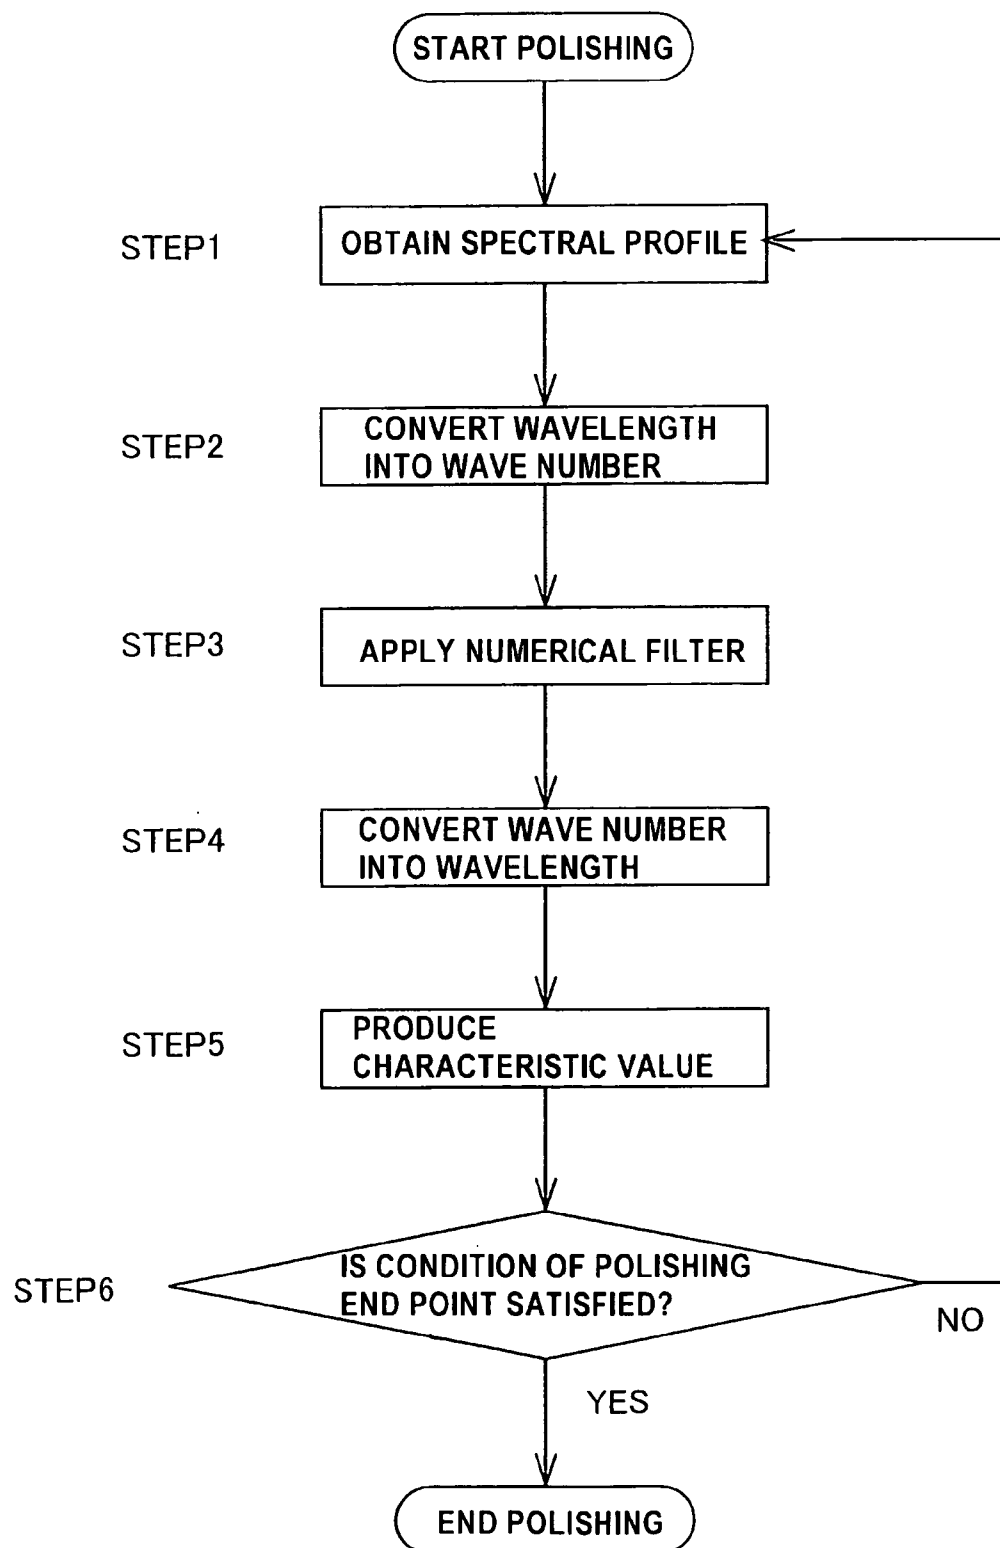 START POLISHING
STEP1
OBTAIN SPECTRAL PROFILE
STEP2
CONVERT WAVELENGTH
INTO WAVE NUMBER
STEP3
APPLY NUMERICAL FILTER
STEP4
CONVERT WAVE NUMBER
INTO WAVELENGTH
STEP5
PRODUCE
CHARACTERISTIC VALUE
STEP6
IS CONDITION OF POLISHING
END POINT SATISFIED?
NO
YES
END POLISHING